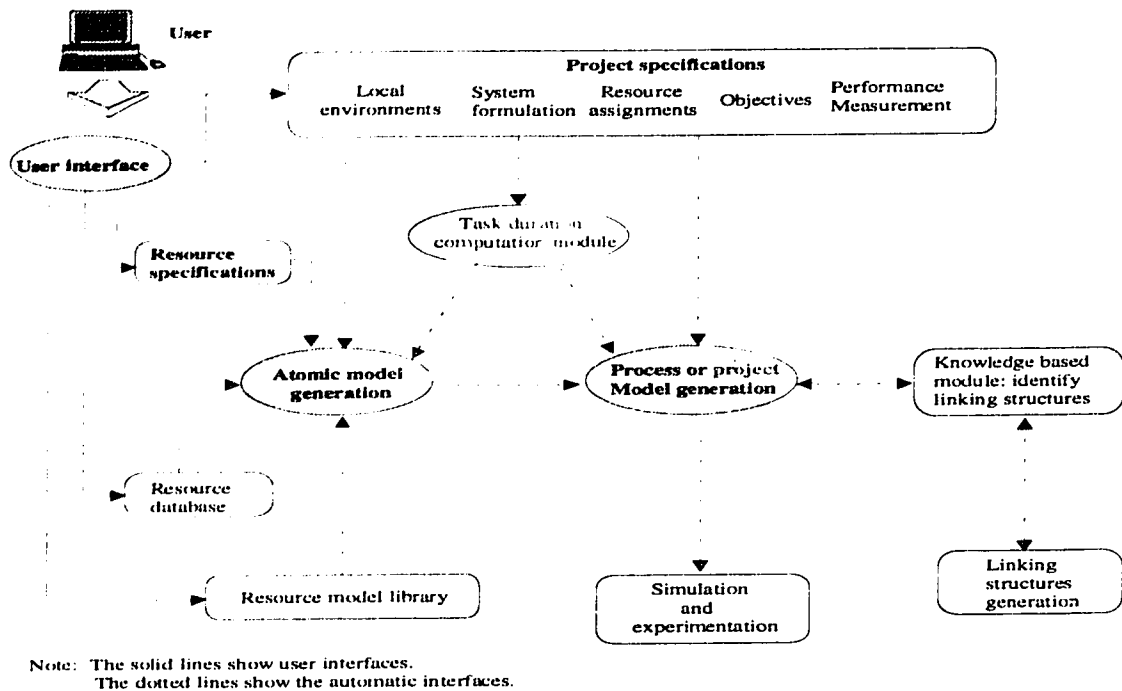 User
Project specifications
Local
environments
System
formulation
Resource
assignments
Objectives
Performance
Measurement
User interface
Task duration
computation module
Resource
specifications
Atomic model
generation
Process or project
Model generation
Knowledge based
module: identify
linking structures
Resource
database
Resource model library
Simulation
and
experimentation
Linking
structures
generation
Note: The solid lines show user interfaces.
The dotted lines show the automatic interfaces.